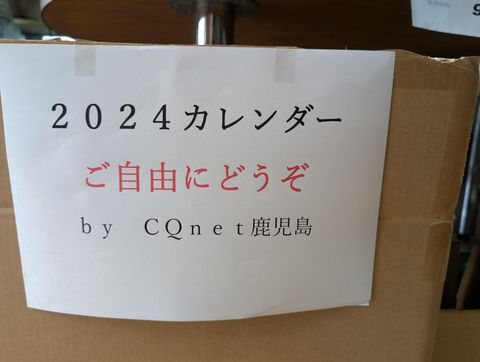 ２０２４カレンダー
ご自由にどうぞ
ｂｙ　ＣＱｎｅｔ鹿児島